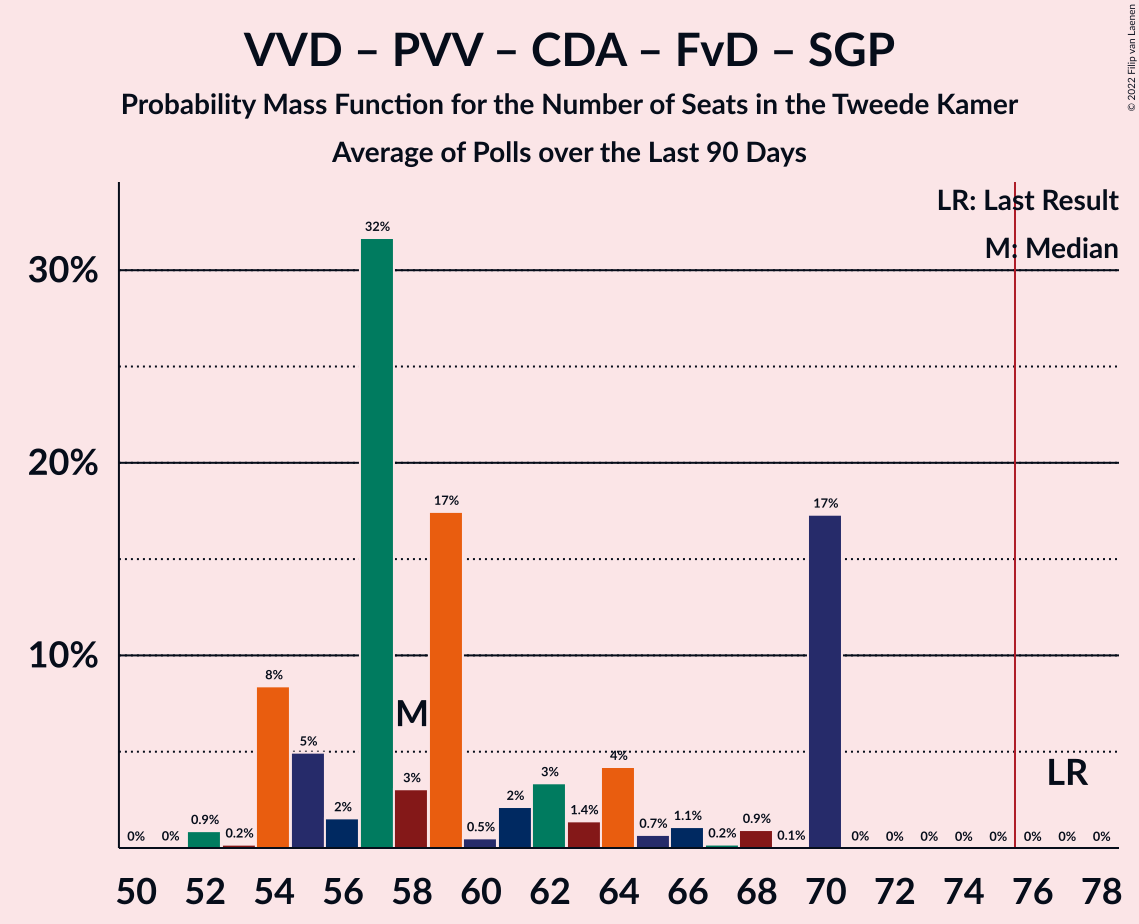 VVD – PVV – CDA – FvD – SGP
Probability Mass Function for the Number of Seats in the Tweede Kamer
Average of Polls over the Last 90 Days
© 2022 Filip van Laenen
LR: Last Result
M: Median
30%
20%
10%
0% 0% 0.9% 0.2% 8% 5% 2% 32% 3% 17% 0.5% 2% 3% 1.4% 4% 0.7% 1.1% 0.2% 0.9% 0.1% 17% 0% 0% 0% 0% 0% 0% 0% 0%
M
LR
50 52 54 56 58 60 62 64 66 68 70 72 74 76 78